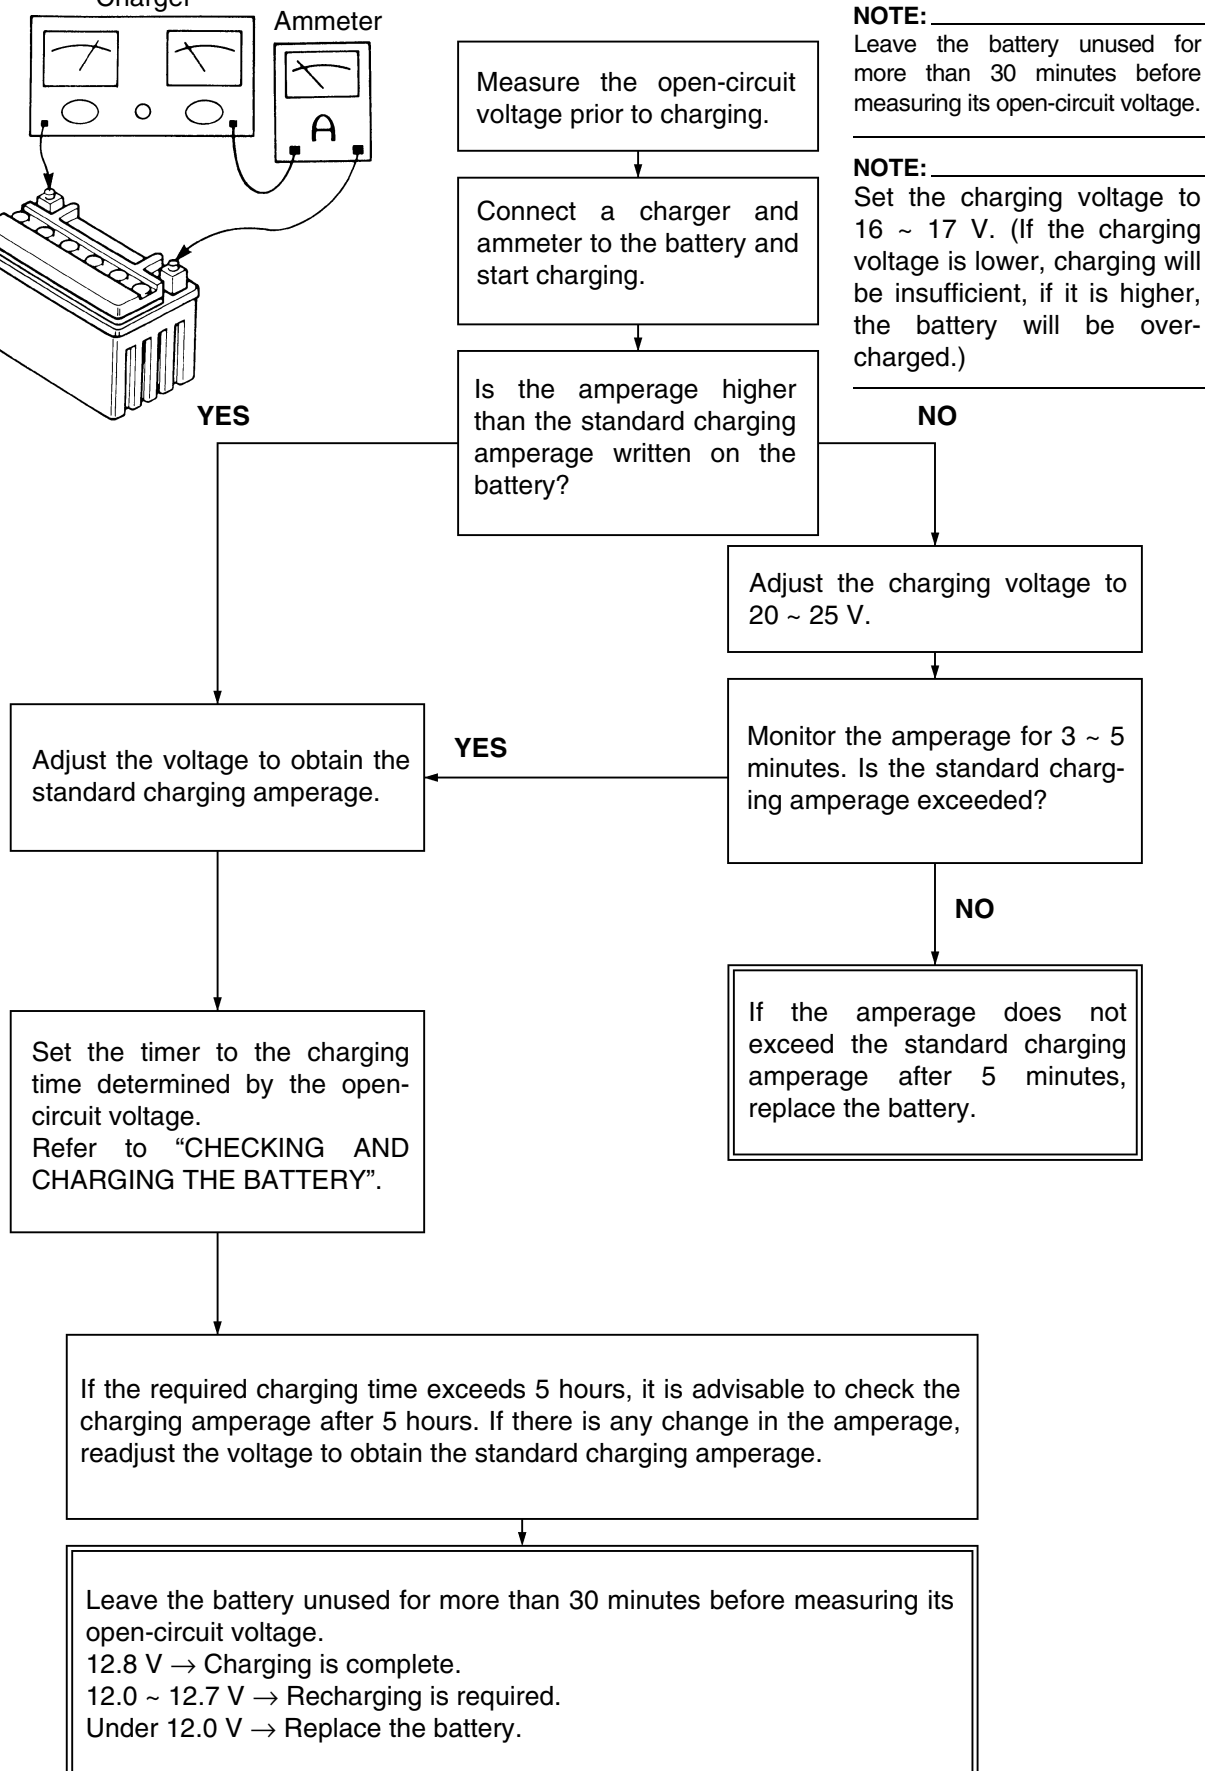 Charger
Ammeter
A
Measure the open-circuit
voltage prior to charging.
NOTE:
Leave the battery unused for
more than 30 minutes before
measuring its open-circuit voltage.
Connect a charger and
ammeter to the battery and
start charging.
NOTE:
Set the charging voltage to
16 ~ 17 V. (If the charging
voltage is lower, charging will
be insufficient, if it is higher,
the battery will be over-
charged.)
Is the amperage higher
than the standard charging
amperage written on the
battery?
YES
NO
Adjust the charging voltage to
20 ~ 25 V.
Monitor the amperage for 3 ~ 5
minutes. Is the standard charg-
ing amperage exceeded?
YES
Adjust the voltage to obtain the
standard charging amperage.
NO
If the amperage does not
exceed the standard charging
amperage after 5 minutes,
replace the battery.
Set the timer to the charging
time determined by the open-
circuit voltage.
Refer to “CHECKING AND
CHARGING THE BATTERY”.
If the required charging time exceeds 5 hours, it is advisable to check the
charging amperage after 5 hours. If there is any change in the amperage,
readjust the voltage to obtain the standard charging amperage.
Leave the battery unused for more than 30 minutes before measuring its
open-circuit voltage.
12.8 V → Charging is complete.
12.0 ~ 12.7 V → Recharging is required.
Under 12.0 V → Replace the battery.